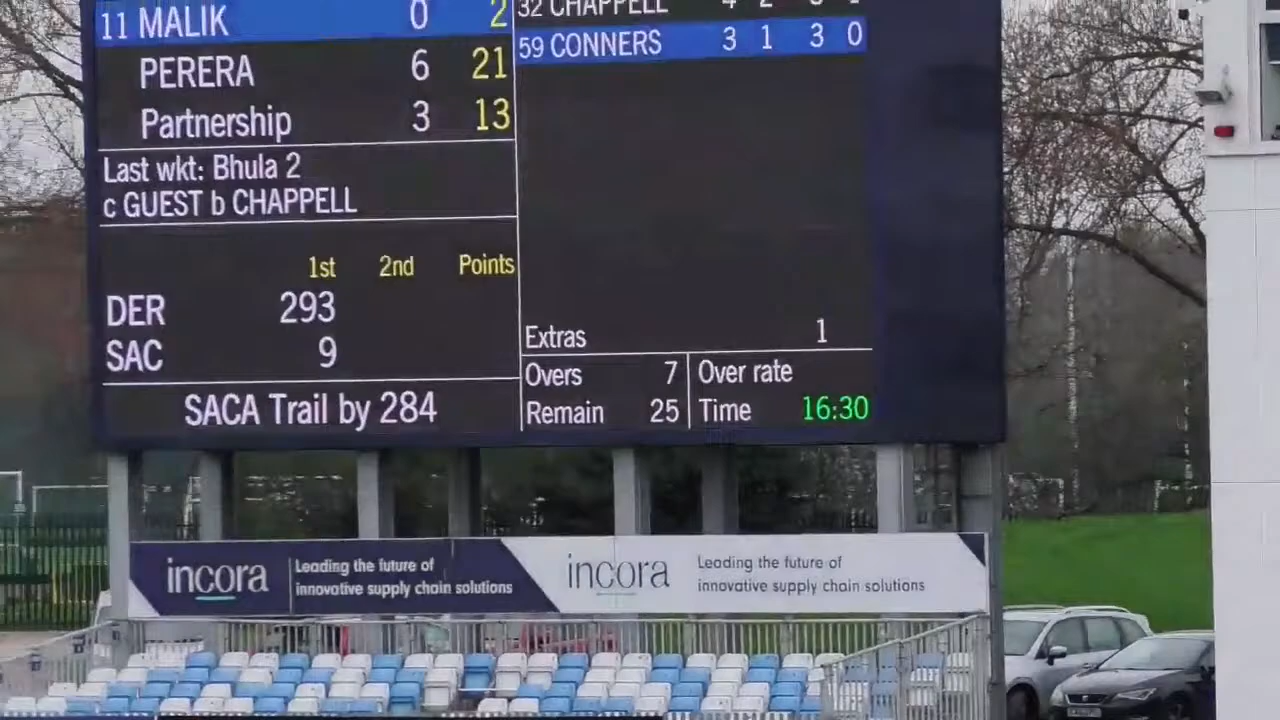 11 MALIK 0 2
PERERA 6 21
Partnership 3 13
Last wkt: Bhula 2
c GUEST b CHAPPELL
1st 2nd Points
DER 293
SAC 9
SACA Trail by 284
32 CHAPPELL
59 CONNERS 3 1 3 0
Extras 1
Overs 7
Remain 25
Over rate
Time 16:30
incora
Leading the future of
innovative supply chain solutions
incora
Leading the future of
innovative supply chain solutions